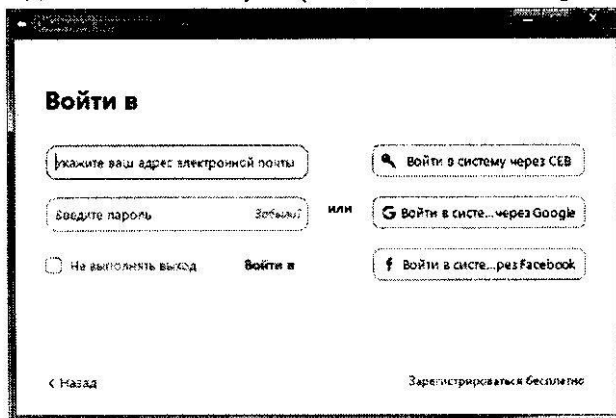 Войти в
укажите ваш адрес электронной почты
Войти в систему через СЕВ
Введите пароль
Забыли?
или
G Войти в систе...через Google
Не выполнять выход
Войти в
f Войти в систе...рез Facebook
< Назад
Зарегистрироваться бесплатно